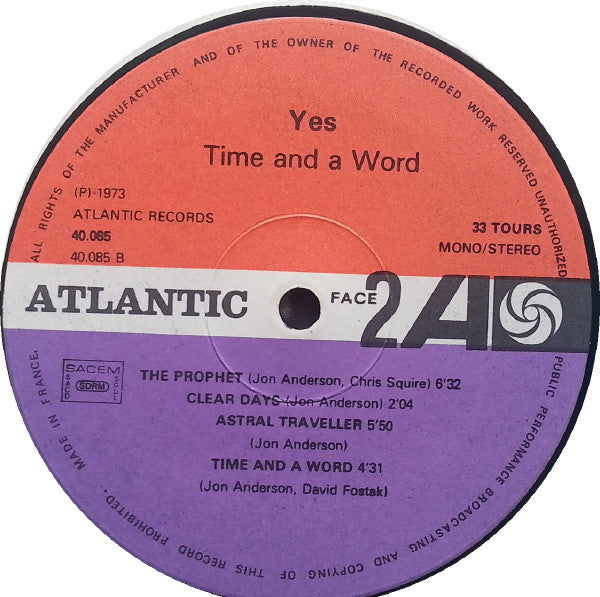 ALL RIGHTS OF THE MANUFACTURER AND OF THE OWNER OF THE RECORDED WORK RESERVED UNAUTHORIZED
PUBLIC PERFORMANCE BROADCASTING AND COPYING OF THIS RECORD PROHIBITED. MADE IN FRANCE.
Yes
Time and a Word
(P)-1973
ATLANTIC RECORDS
40.085
40.085 B
33 TOURS
MONO/STEREO
ATLANTIC
FACE 2
A
SACEM
SACD
SDRM
SGDL
THE PROPHET (Jon Anderson, Chris Squire) 6'32
CLEAR DAYS (Jon Anderson) 2'04
ASTRAL TRAVELLER 5'50
(Jon Anderson)
TIME AND A WORD 4'31
(Jon Anderson, David Fostak)